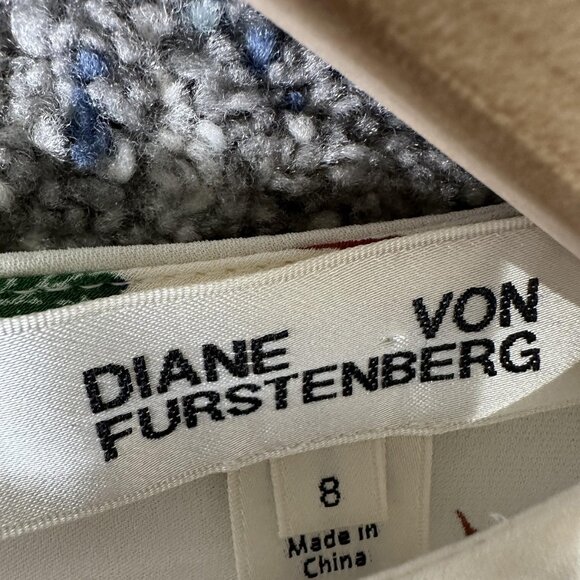 DIANE VON
FURSTENBERG
8
Made in
China